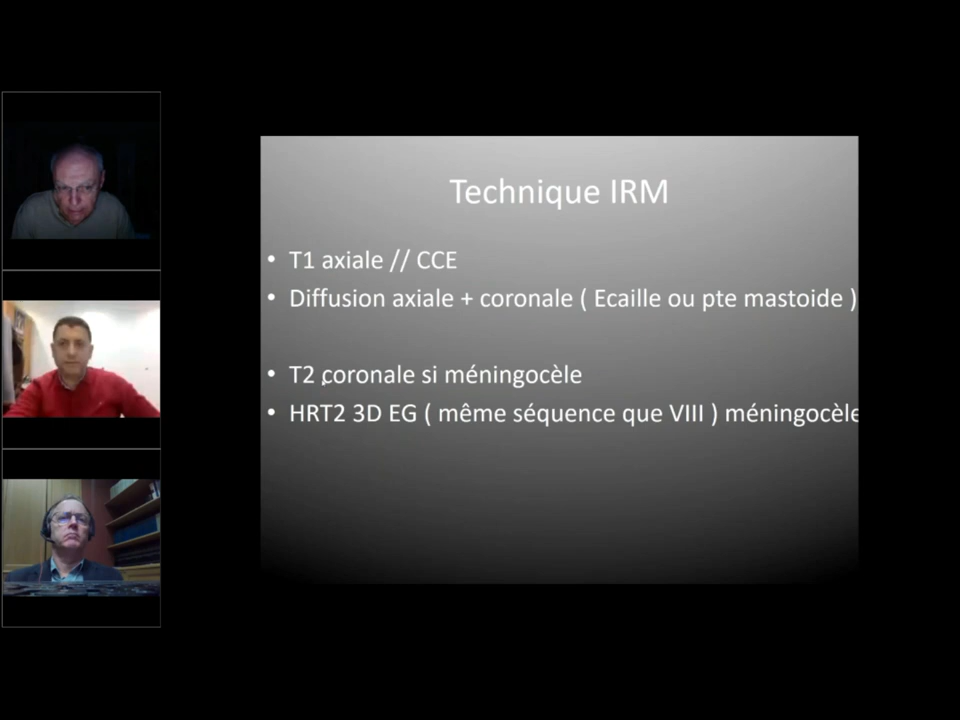 Technique IRM
• T1 axiale // CCE
• Diffusion axiale + coronale ( Ecaille ou pte mastoide )
• T2 coronale si méningocèle
• HRT2 3D EG ( même séquence que VIII ) méningocèle